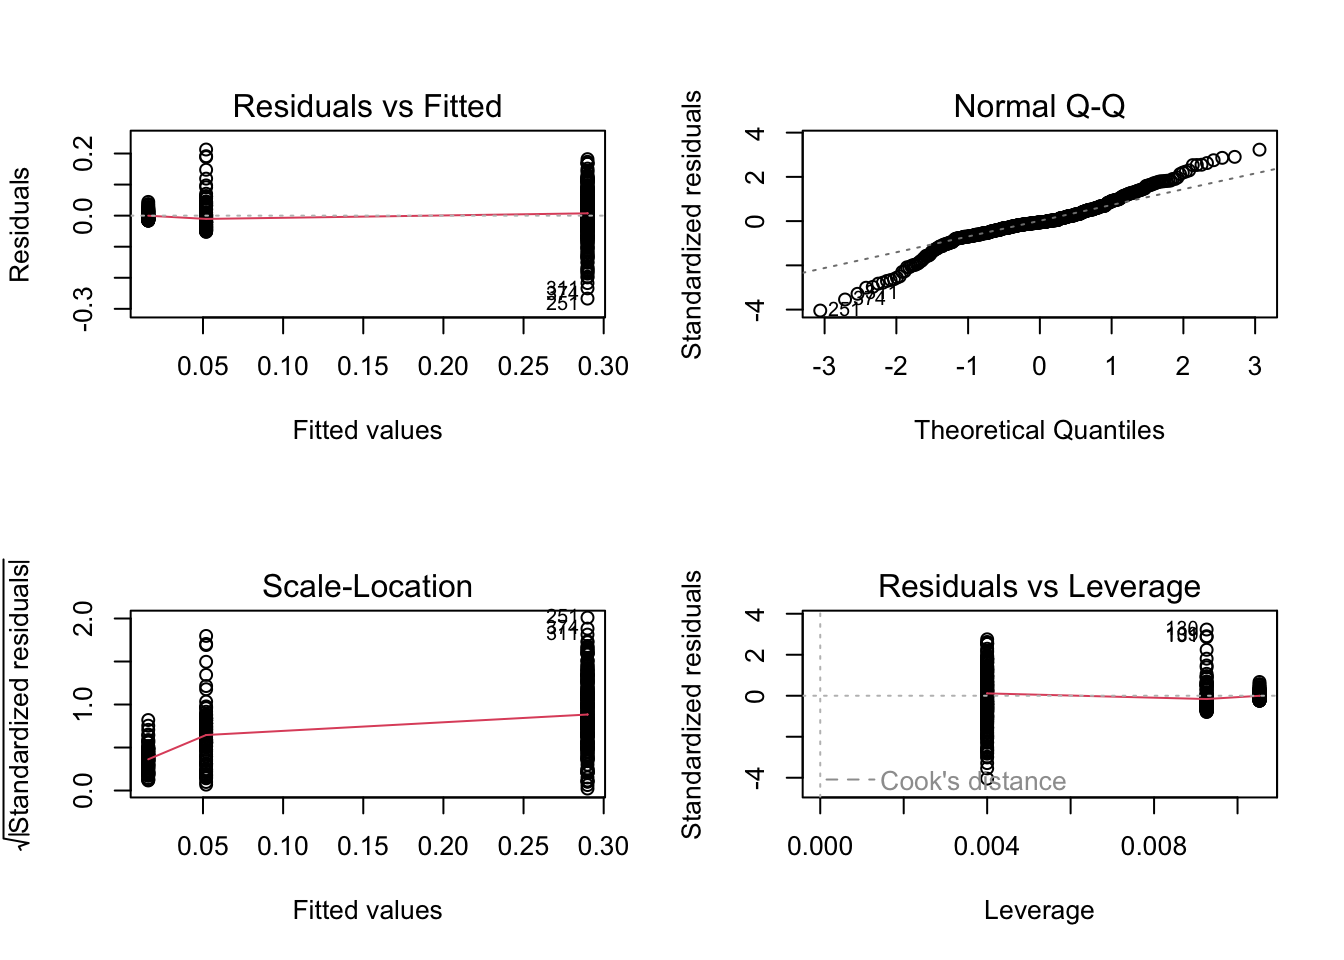 Residuals vs Fitted
Residuals
0.2
0.0
-0.3
311
374
251
0.05 0.10 0.15 0.20 0.25 0.30
Fitted values
Normal Q-Q
Standardized residuals
4
2
0
-4
374
251
-3 -2 -1 0 1 2 3
Theoretical Quantiles
Scale-Location
√|Standardized residuals|
2.0
1.0
0.0
251
374
311
0.05 0.10 0.15 0.20 0.25 0.30
Fitted values
Residuals vs Leverage
Standardized residuals
4
2
0
-4
Cook's distance
0.000 0.004 0.008
Leverage